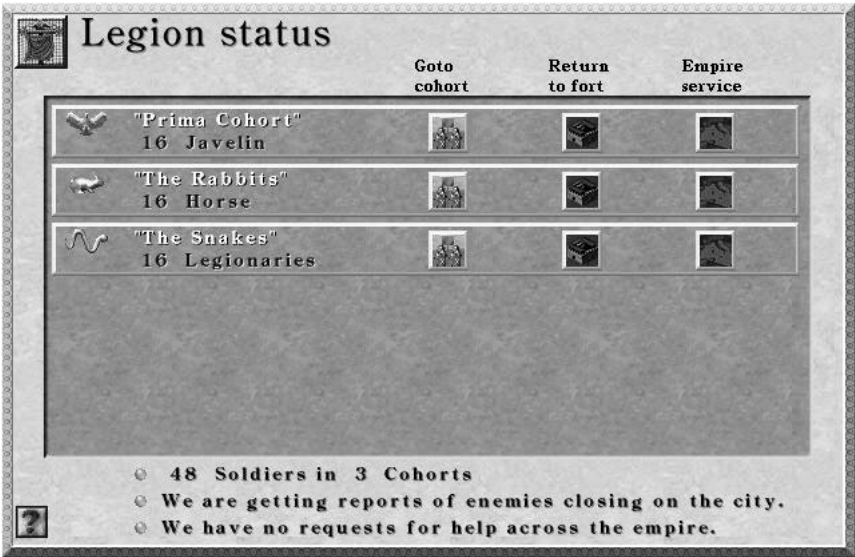 Legion status
Goto cohort
Return to fort
Empire service
"Prima Cohort"
16 Javelin
"The Rabbits"
16 Horse
"The Snakes"
16 Legionaries
48 Soldiers in 3 Cohorts
We are getting reports of enemies closing on the city.
We have no requests for help across the empire.
?